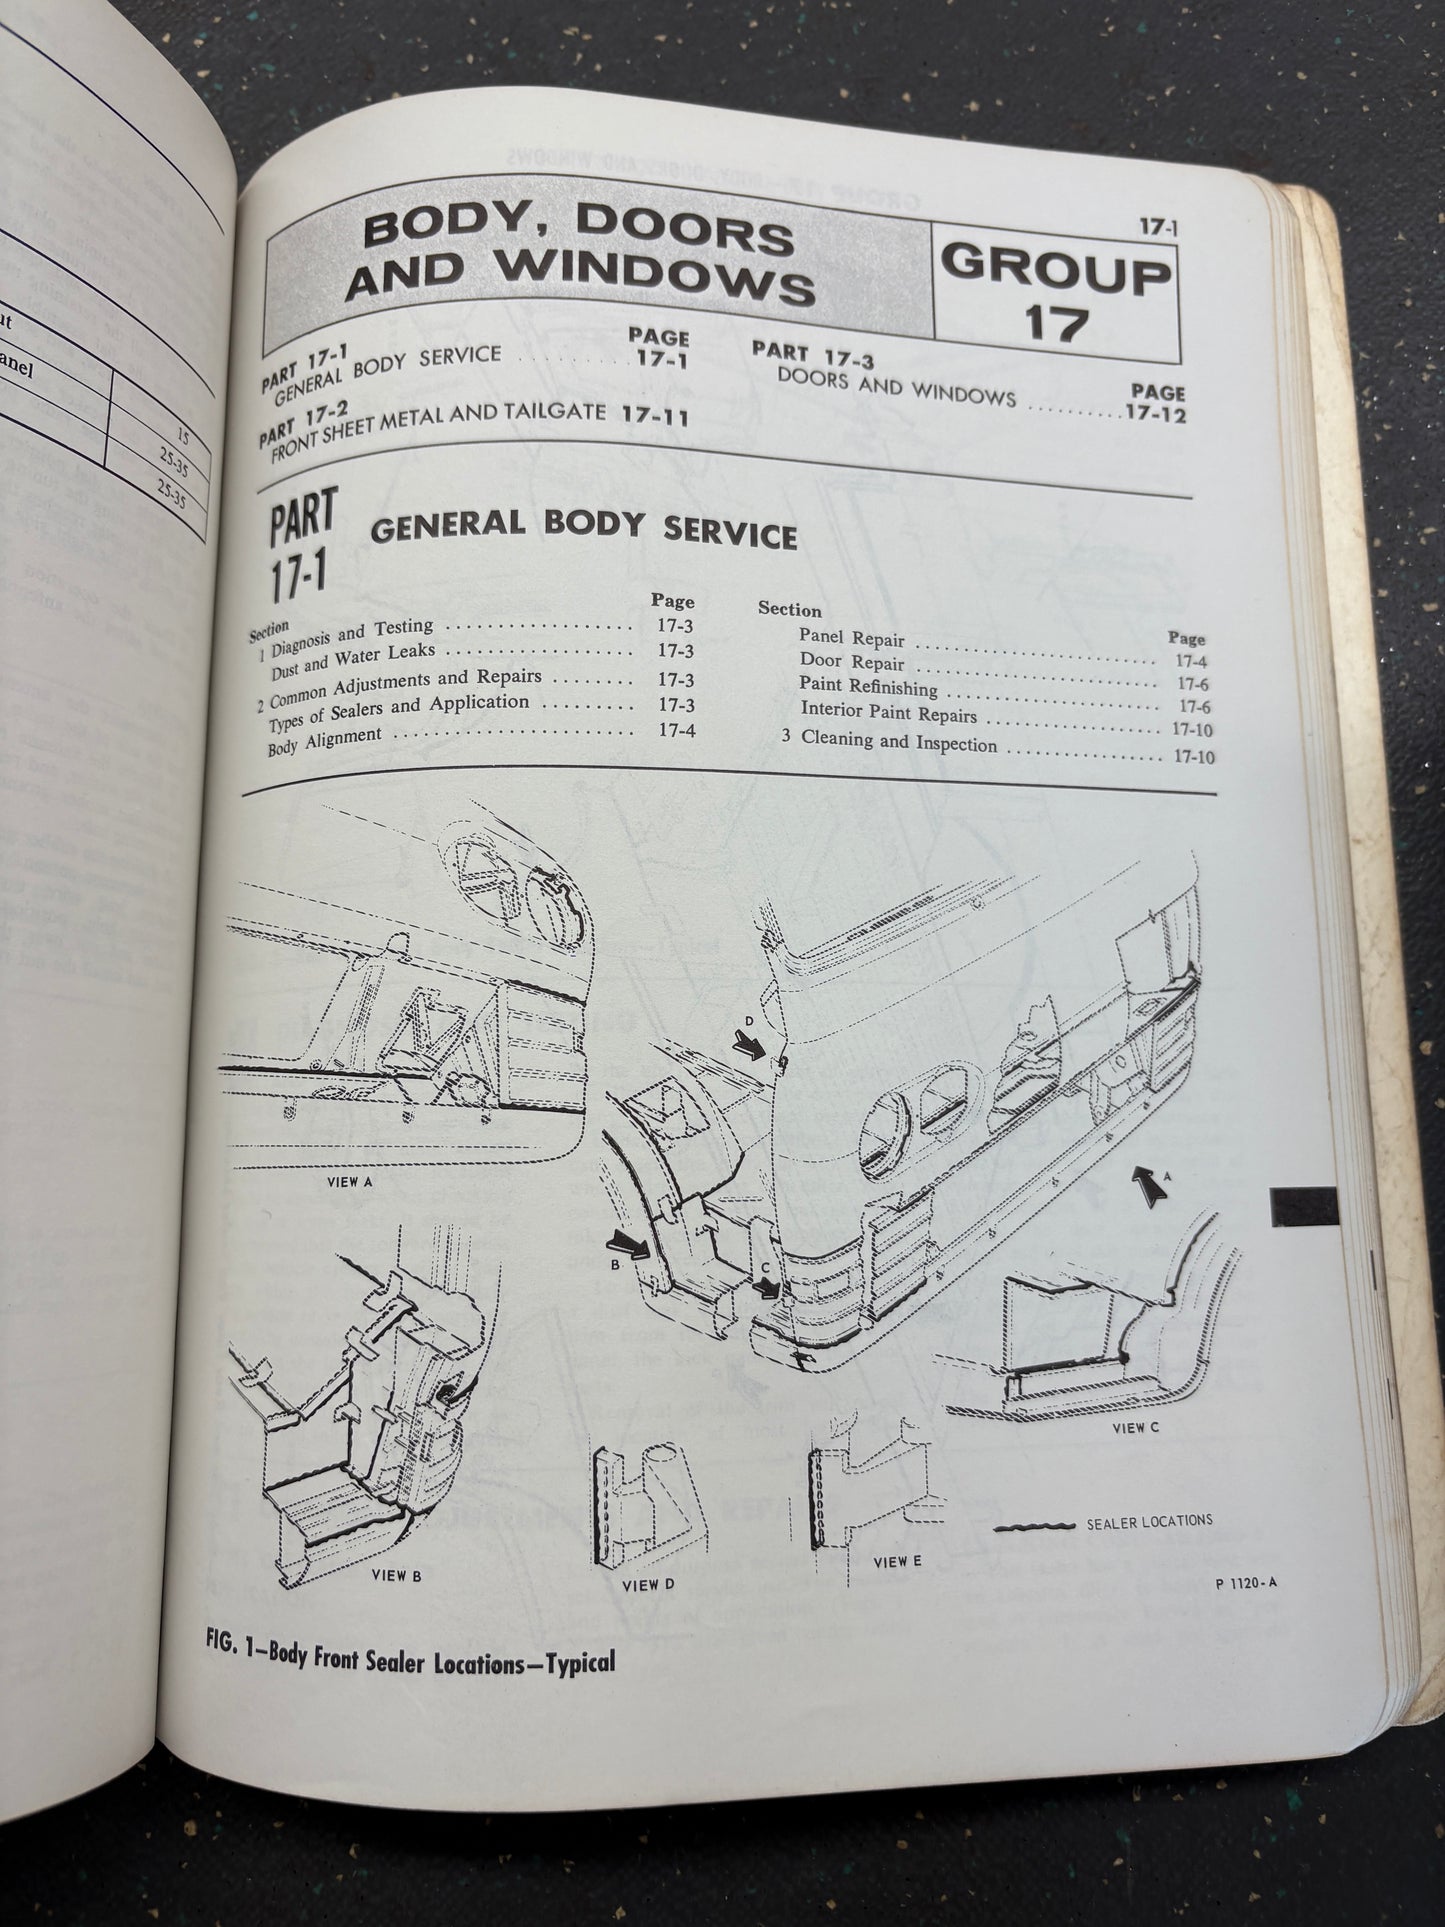 anel
15
25-35
25-35
17-1
BODY, DOORS
AND WINDOWS
GROUP
17
PAGE
PART 17-1
GENERAL BODY SERVICE . . . . . . . . . . 17-1
PART 17-2
FRONT SHEET METAL AND TAILGATE 17-11
PART 17-3
PAGE
DOORS AND WINDOWS . . . . . . . . . . 17-12
PART
17-1
GENERAL BODY SERVICE
Section Page
1 Diagnosis and Testing . . . . . . . . . . . . . . . . . . 17-3
Dust and Water Leaks . . . . . . . . . . . . . . . . . . 17-3
2 Common Adjustments and Repairs . . . . . . . . 17-3
Types of Sealers and Application . . . . . . . . . 17-3
Body Alignment . . . . . . . . . . . . . . . . . . . . . . . 17-4
Section Page
Panel Repair . . . . . . . . . . . . . . . . . . . . . . . 17-4
Door Repair . . . . . . . . . . . . . . . . . . . . . . . 17-6
Paint Refinishing . . . . . . . . . . . . . . . . . . . . 17-6
Interior Paint Repairs . . . . . . . . . . . . . . . . 17-10
3 Cleaning and Inspection . . . . . . . . . . . . . . 17-10
D
A
B
C
VIEW A
VIEW C
VIEW B
VIEW D
VIEW E
SEALER LOCATIONS
P 1120-A
FIG. 1—Body Front Sealer Locations—Typical